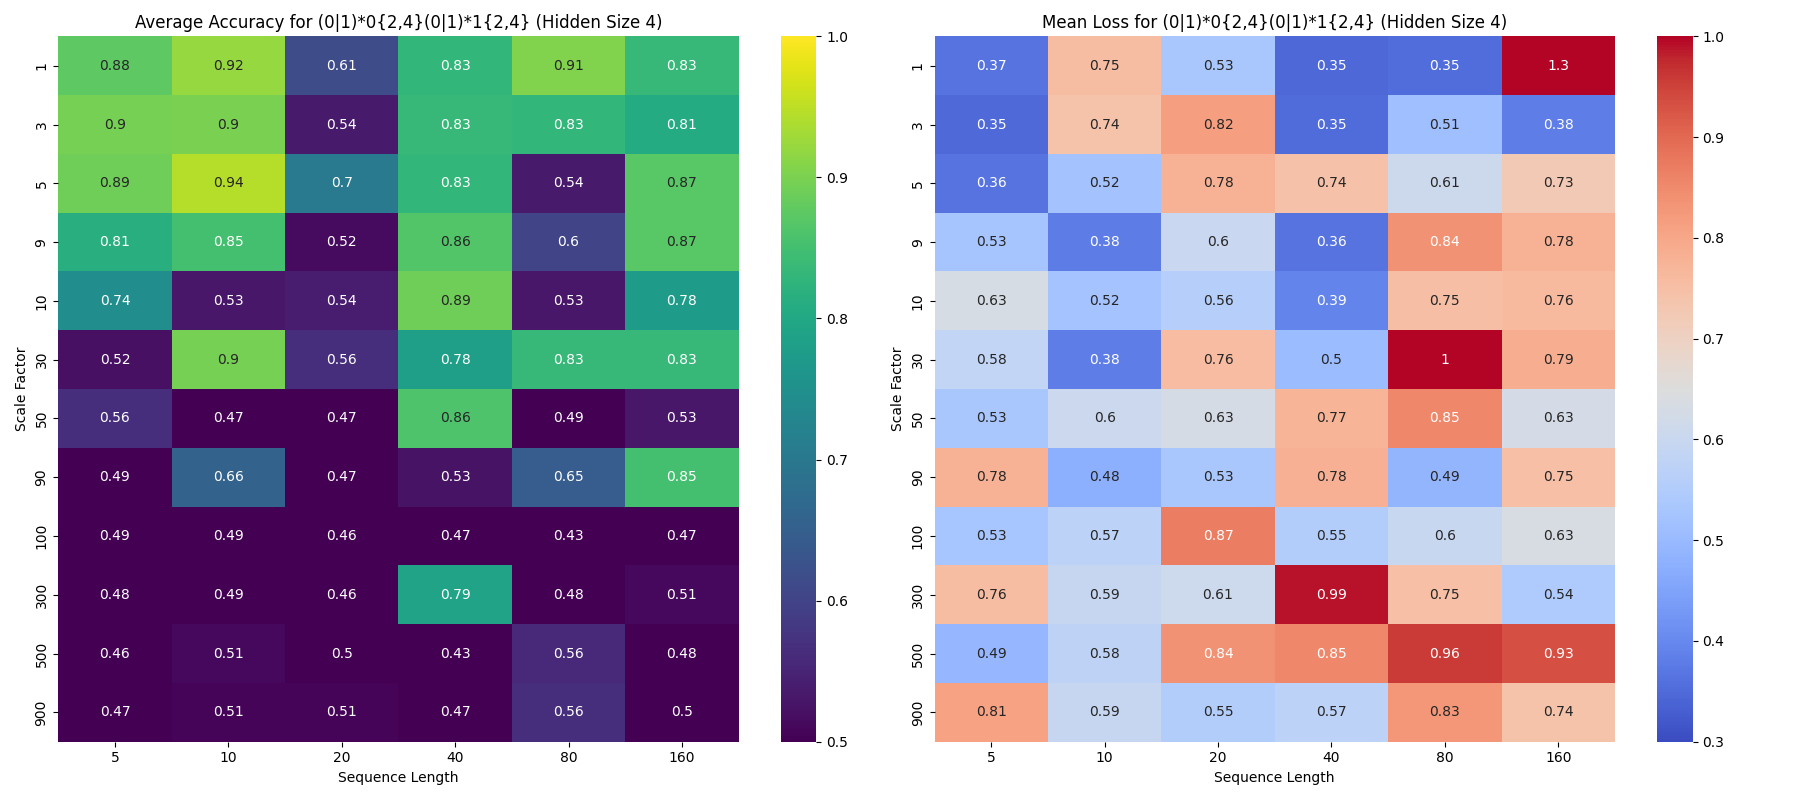 Average Accuracy for (0|1)*0{2,4}(0|1)*1{2,4} (Hidden Size 4)
Scale Factor
1 0.88 0.92 0.61 0.83 0.91 0.83
3 0.9 0.9 0.54 0.83 0.83 0.81
5 0.89 0.94 0.7 0.83 0.54 0.87
9 0.81 0.85 0.52 0.86 0.6 0.87
10 0.74 0.53 0.54 0.89 0.53 0.78
30 0.52 0.9 0.56 0.78 0.83 0.83
50 0.56 0.47 0.47 0.86 0.49 0.53
90 0.49 0.66 0.47 0.53 0.65 0.85
100 0.49 0.49 0.46 0.47 0.43 0.47
300 0.48 0.49 0.46 0.79 0.48 0.51
500 0.46 0.51 0.5 0.43 0.56 0.48
900 0.47 0.51 0.51 0.47 0.56 0.5
5 10 20 40 80 160
Sequence Length
1.0
0.9
0.8
0.7
0.6
0.5
Mean Loss for (0|1)*0{2,4}(0|1)*1{2,4} (Hidden Size 4)
Scale Factor
1 0.37 0.75 0.53 0.35 0.35 1.3
3 0.35 0.74 0.82 0.35 0.51 0.38
5 0.36 0.52 0.78 0.74 0.61 0.73
9 0.53 0.38 0.6 0.36 0.84 0.78
10 0.63 0.52 0.56 0.39 0.75 0.76
30 0.58 0.38 0.76 0.5 1 0.79
50 0.53 0.6 0.63 0.77 0.85 0.63
90 0.78 0.48 0.53 0.78 0.49 0.75
100 0.53 0.57 0.87 0.55 0.6 0.63
300 0.76 0.59 0.61 0.99 0.75 0.54
500 0.49 0.58 0.84 0.85 0.96 0.93
900 0.81 0.59 0.55 0.57 0.83 0.74
5 10 20 40 80 160
Sequence Length
1.0
0.9
0.8
0.7
0.6
0.5
0.4
0.3